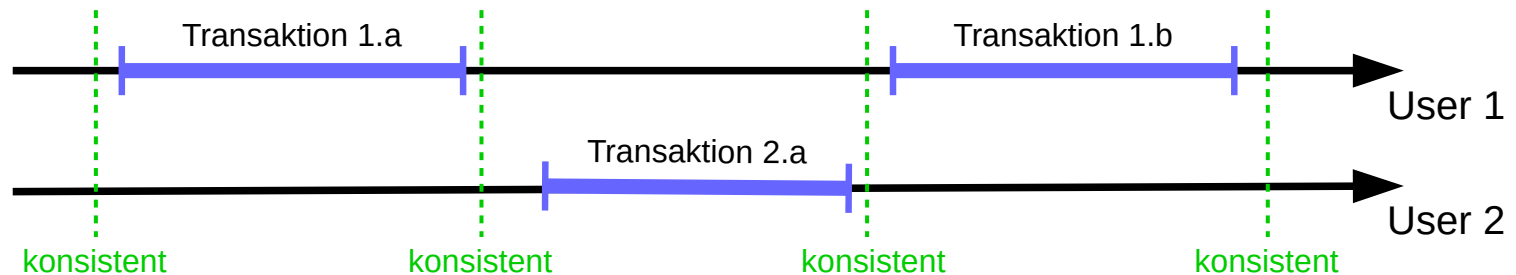 Transaktion 1.a
Transaktion 1.b
User 1
Transaktion 2.a
User 2
konsistent
konsistent
konsistent
konsistent